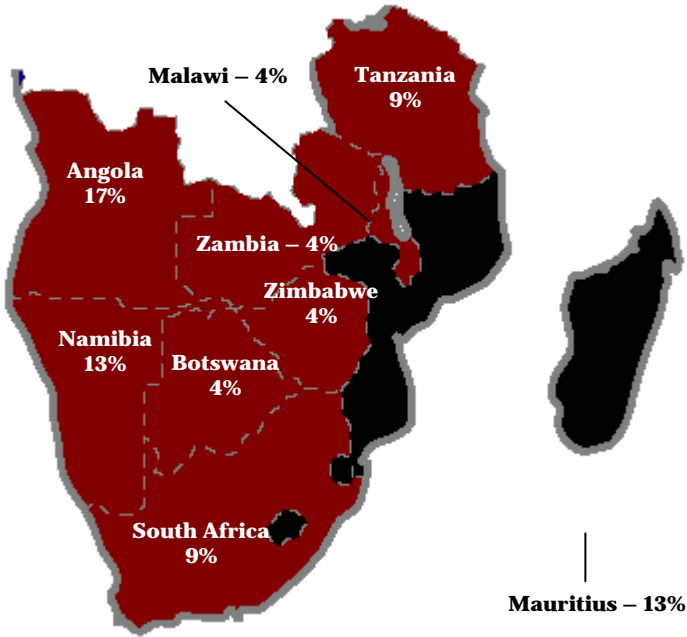 Malawi – 4%
Tanzania
9%
Angola
17%
Zambia – 4%
Zimbabwe
4%
Namibia
13%
Botswana
4%
South Africa
9%
Mauritius – 13%